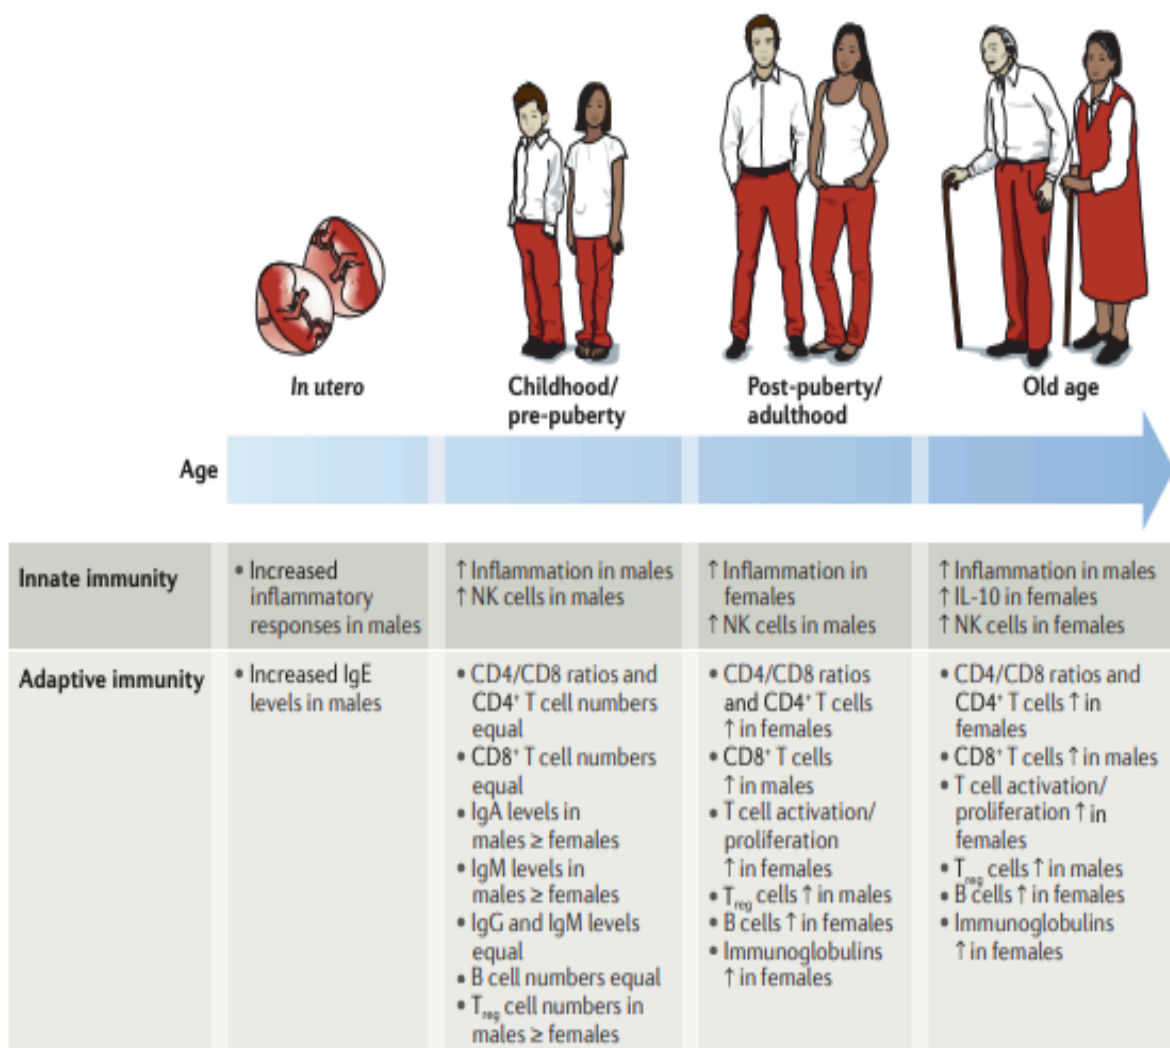 In utero
Childhood/
pre-puberty
Post-puberty/
adulthood
Old age
Age
Innate immunity
• Increased
inflammatory
responses in males
↑ Inflammation in males
↑ NK cells in males
↑ Inflammation in
females
↑ NK cells in males
↑ Inflammation in males
↑ IL-10 in females
↑ NK cells in females
Adaptive immunity
• Increased IgE
levels in males
• CD4/CD8 ratios and
CD4⁺ T cell numbers
equal
• CD8⁺ T cell numbers
equal
• IgA levels in
males ≥ females
• IgM levels in
males ≥ females
• IgG and IgM levels
equal
• B cell numbers equal
• Treg cell numbers in
males ≥ females
• CD4/CD8 ratios
and CD4⁺ T cells
↑ in females
• CD8⁺ T cells
↑ in males
• T cell activation/
proliferation
↑ in females
• Treg cells ↑ in males
• B cells ↑ in females
• Immunoglobulins
↑ in females
• CD4/CD8 ratios and
CD4⁺ T cells ↑ in
females
• CD8⁺ T cells ↑ in males
• T cell activation/
proliferation ↑ in
females
• Treg cells ↑ in males
• B cells ↑ in females
• Immunoglobulins
↑ in females